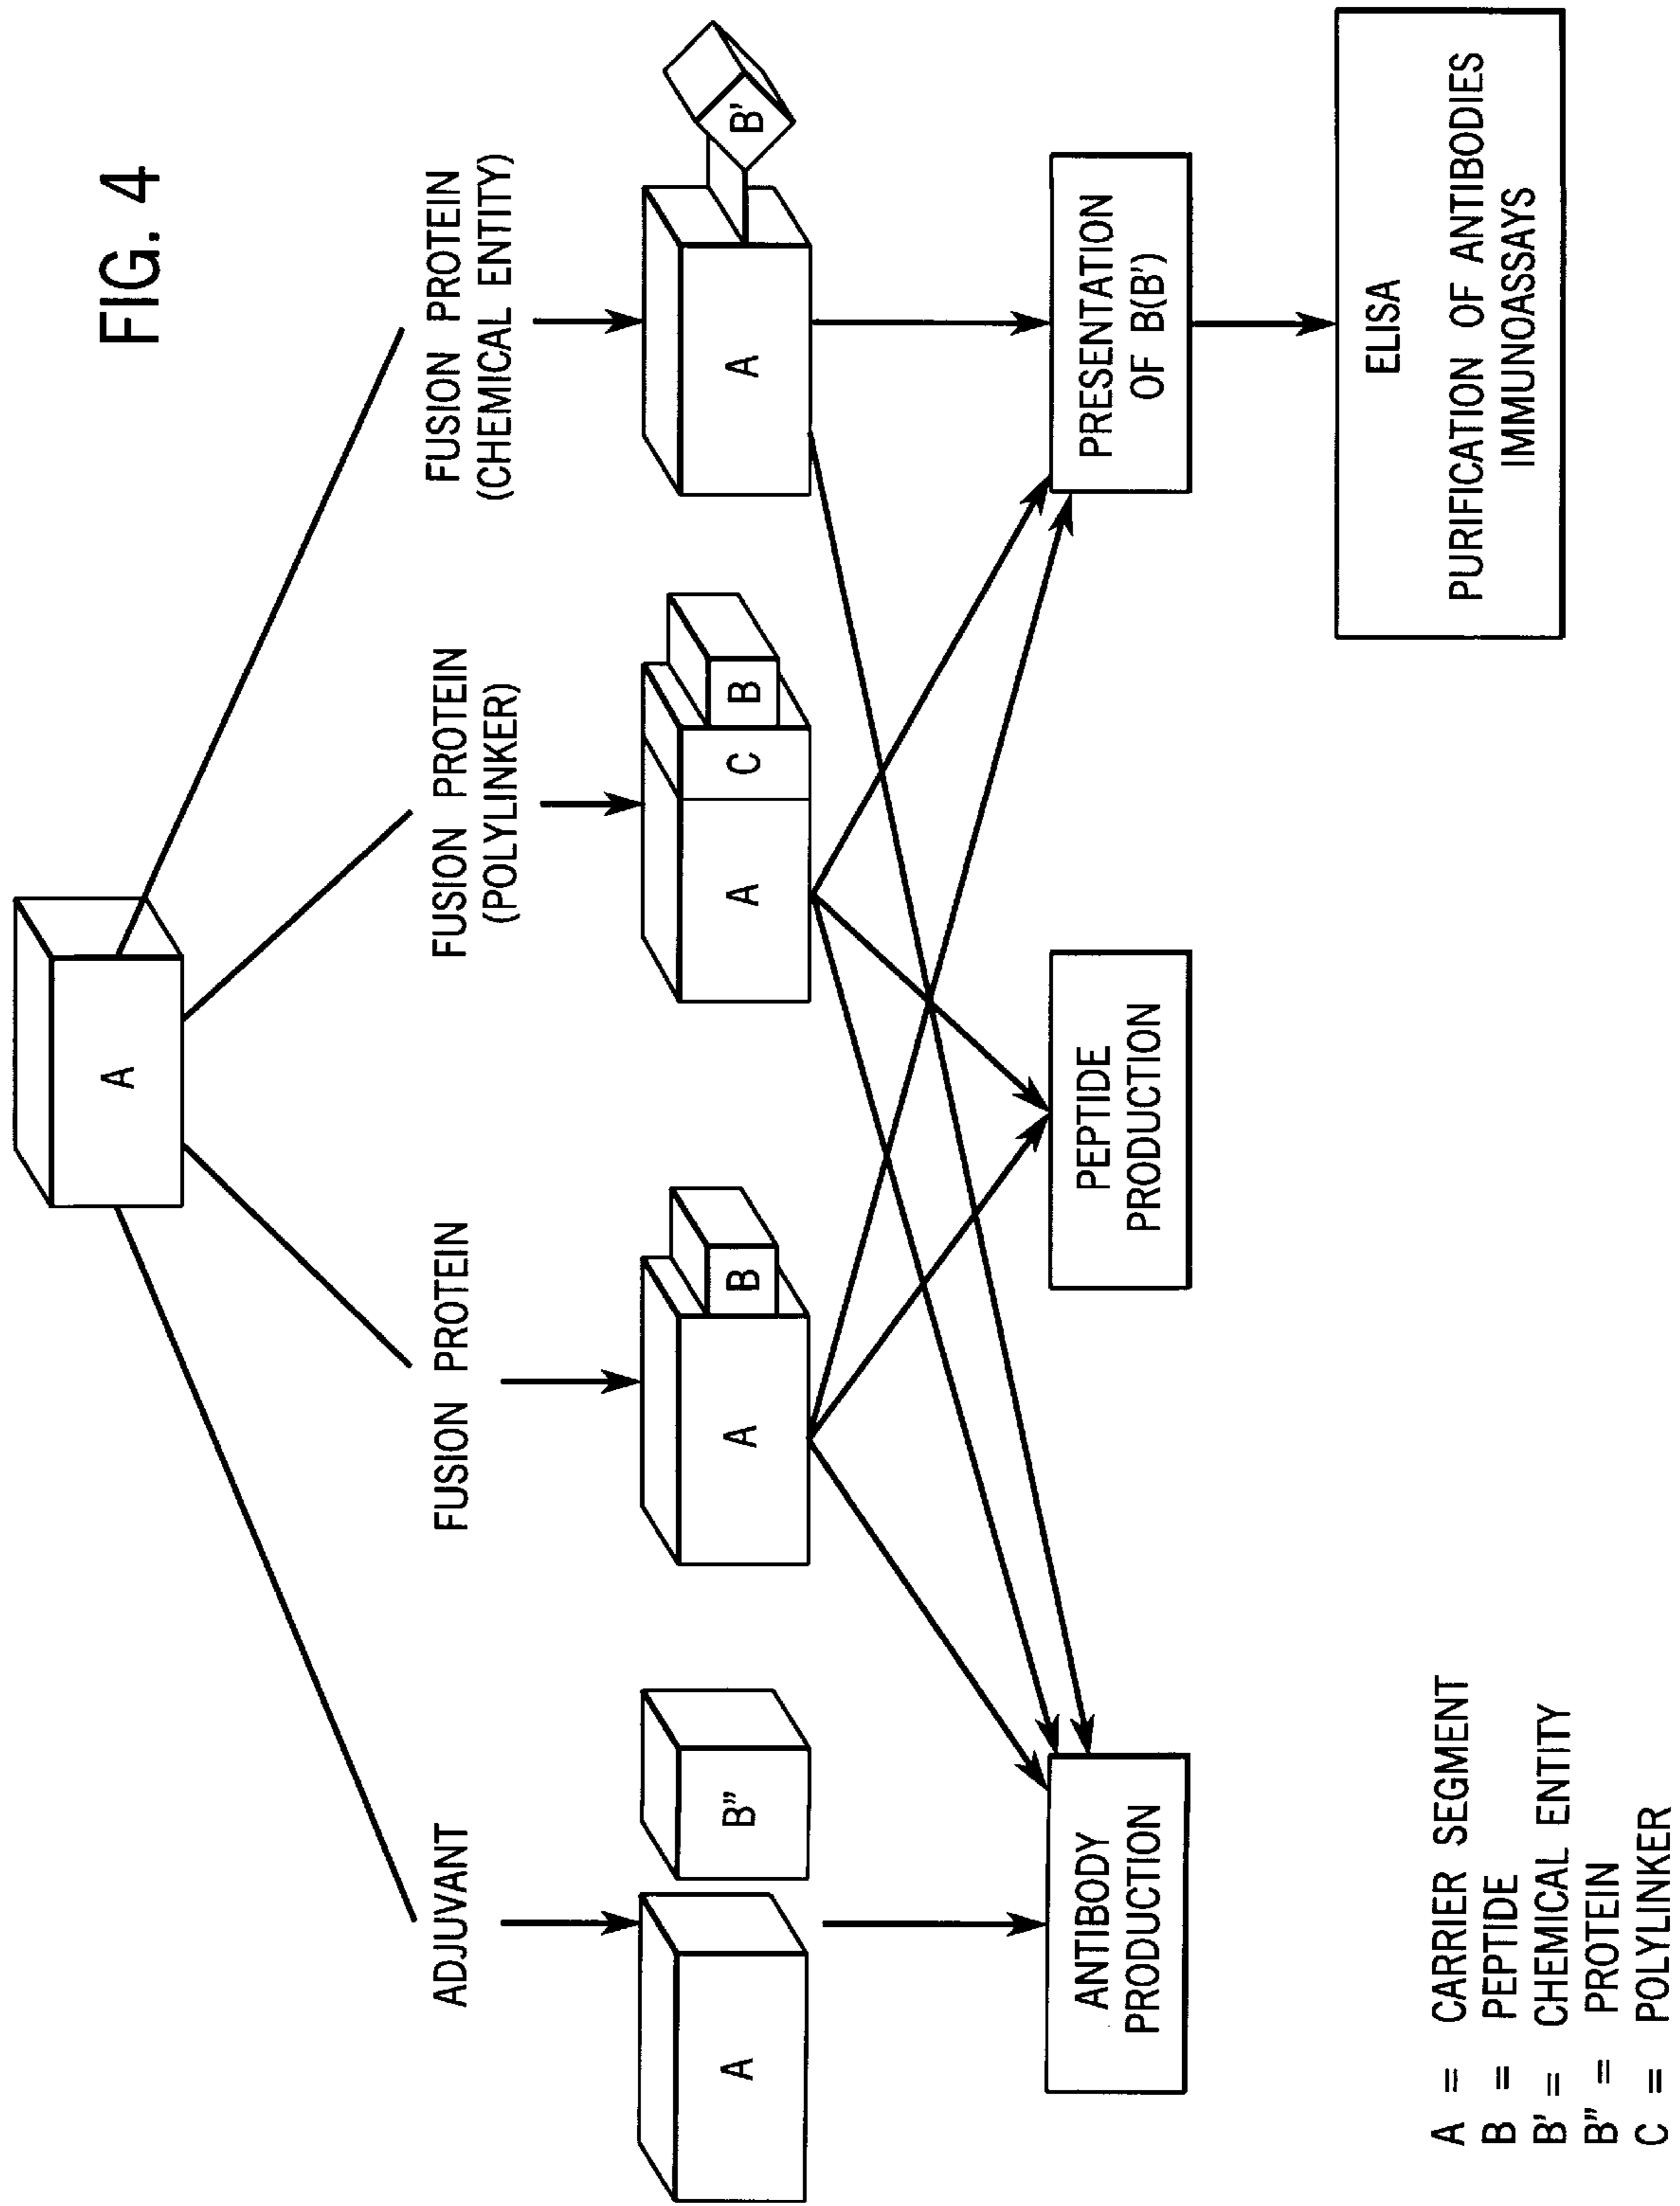 FIG. 4
A
ADJUVANT
FUSION PROTEIN
FUSION PROTEIN
(POLYLINKER)
FUSION PROTEIN
(CHEMICAL ENTITY)
A
B"
A
B
A
C
B
A
B'
ANTIBODY
PRODUCTION
PEPTIDE
PRODUCTION
PRESENTATION
OF B(B')
ELISA
PURIFICATION OF ANTIBODIES
IMMUNOASSAYS
A = CARRIER SEGMENT
B = PEPTIDE
B' = CHEMICAL ENTITY
B" = PROTEIN
C = POLYLINKER